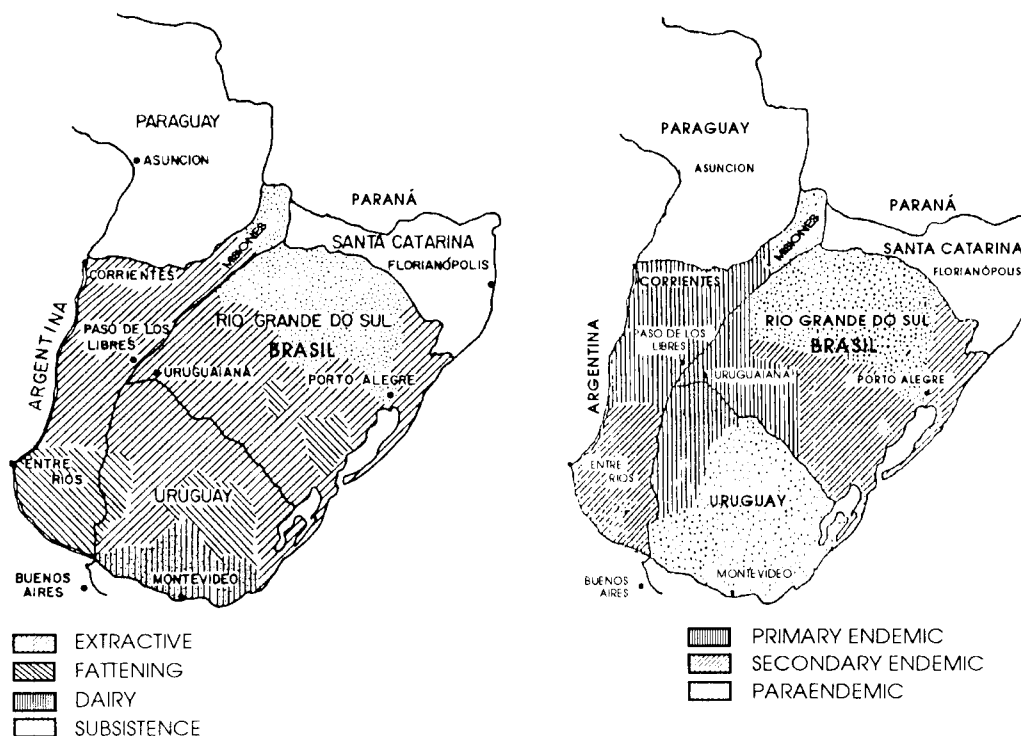 PARAGUAY
ASUNCION
PARANÁ
SANTA CATARINA
FLORIANÓPOLIS
MISIONES
CORRIENTES
ARGENTINA
PASO DE LOS
LIBRES
RIO GRANDE DO SUL
BRASIL
URUGUAIANÁ
PORTO ALEGRE
ENTRE
RÍOS
URUGUAY
BUENOS
AIRES
MONTEVIDEO
EXTRACTIVE
FATTENING
DAIRY
SUBSISTENCE
PARAGUAY
ASUNCION
PARANÁ
SANTA CATARINA
FLORIANÓPOLIS
MISIONES
CORRIENTES
ARGENTINA
PASO DE LOS
LIBRES
RIO GRANDE DO SUL
BRASIL
URUGUAIANA
PORTO ALEGRE
ENTRE
RIOS
URUGUAY
BUENOS
AIRES
MONTEVIDEO
PRIMARY ENDEMIC
SECONDARY ENDEMIC
PARAENDEMIC